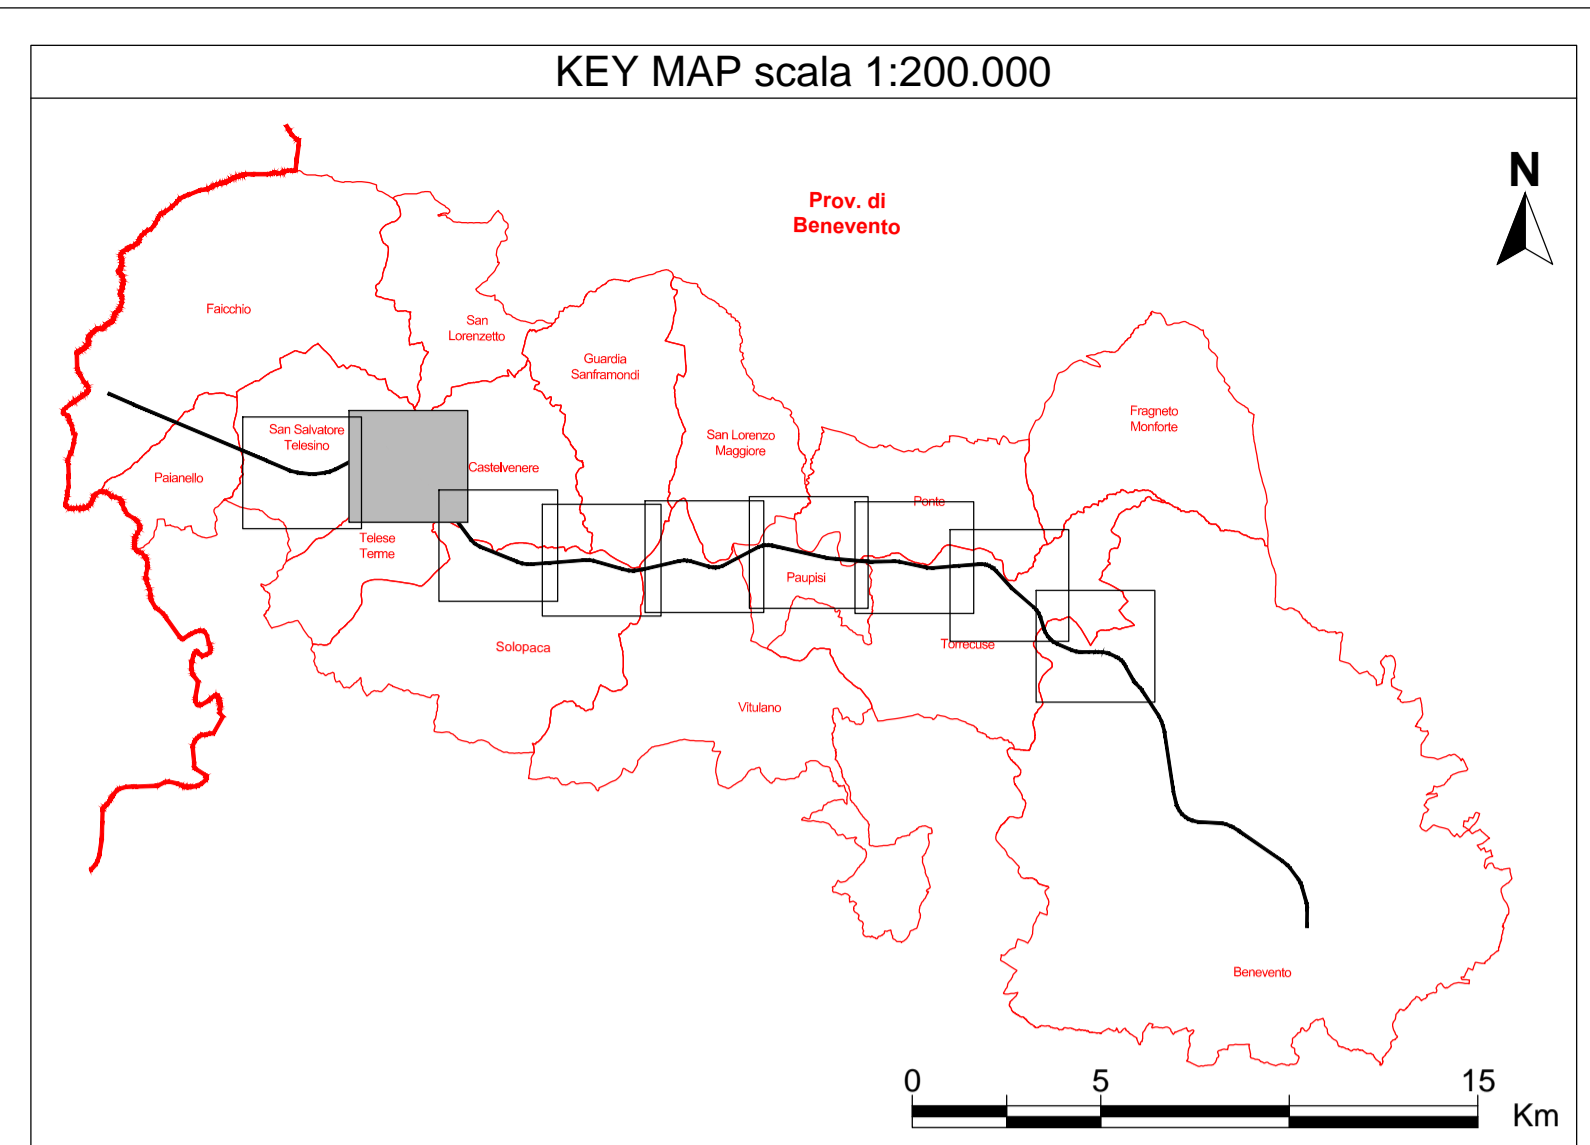 KEY MAP scala 1:200.000
N
Prov. di
Benevento
Faicchio
San
Lorenzetto
Guardia
Sanframondi
Fragneto
Monforte
San Salvatore
Telesino
San Lorenzo
Maggiore
Castelvenere
Paianello
Ponte
Telese
Terme
Paupisi
Solopaca
Torrecuse
Vitulano
Benevento
0 5 15
Km